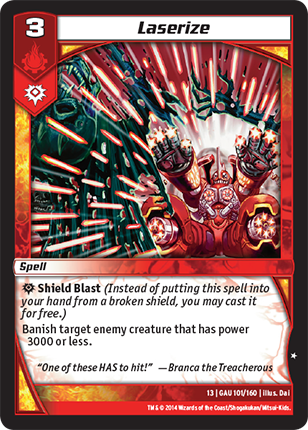 3
Laserize
Spell
Shield Blast (Instead of putting this spell into
your hand from a broken shield, you may cast it
for free.)
Banish target enemy creature that has power
3000 or less.
“One of these HAS to hit!” —Branca the Treacherous
13 | GAU 101/160 | Illus. Dai
TM & © 2014 Wizards of the Coast/Shogakukan/Mitsui-Kids.